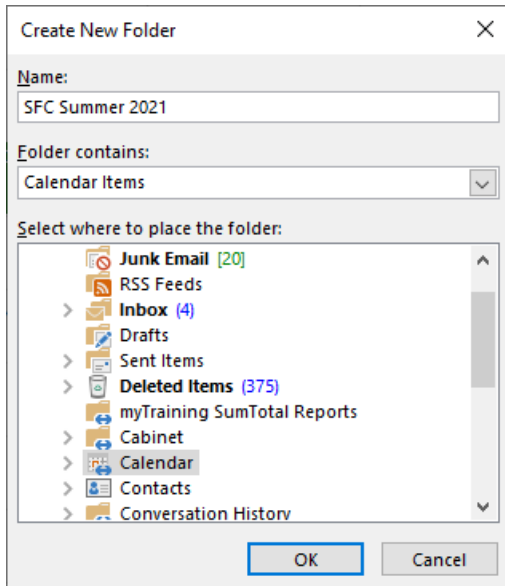 Create New Folder
Name:
SFC Summer 2021
Folder contains:
Calendar Items
Select where to place the folder:
Junk Email [20]
RSS Feeds
Inbox (4)
Drafts
Sent Items
Deleted Items (375)
myTraining SumTotal Reports
Cabinet
Calendar
Contacts
Conversation History
OK
Cancel